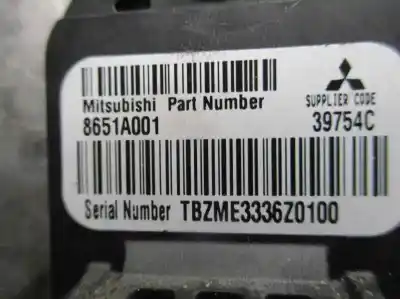 Mitsubishi Part Number
8651A001
SUPPLIER CODE
39754C
Serial Number TBZME3336Z0100